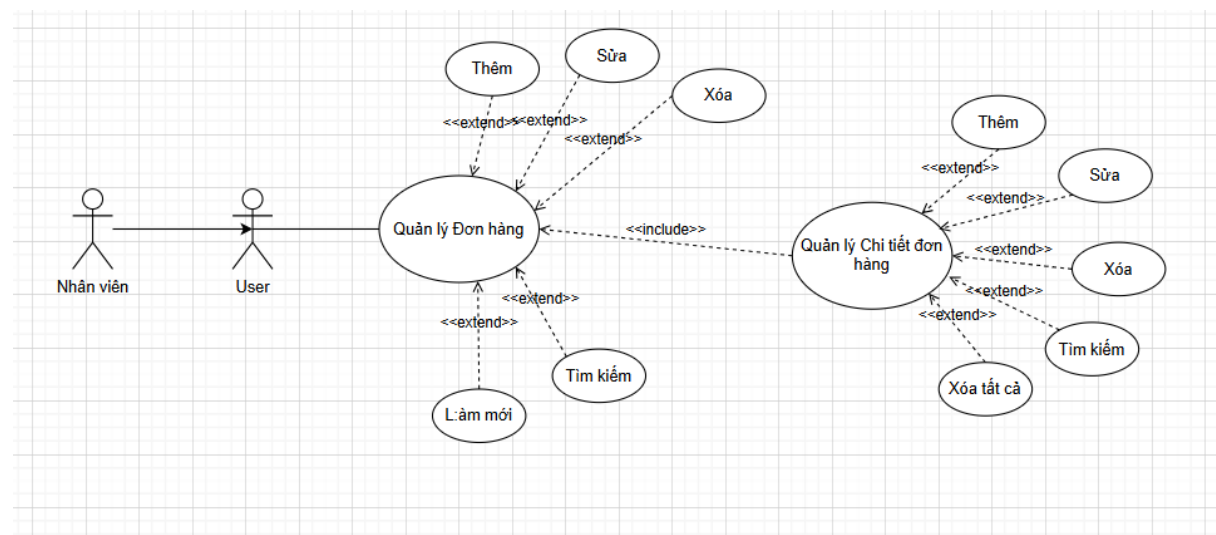 Sửa
Thêm
Xóa
<<extend>>
<<extend>>
<<extend>>
Thêm
<<extend>>
Sửa
<<extend>>
Quản lý Đơn hàng
<<include>>
Quản lý Chi tiết đơn
hàng
<<extend>>
Xóa
Nhân viên
User
<<extend>>
<<extend>>
<<extend>>
<<extend>>
Tìm kiếm
Tìm kiếm
Xóa tất cả
L:àm mới